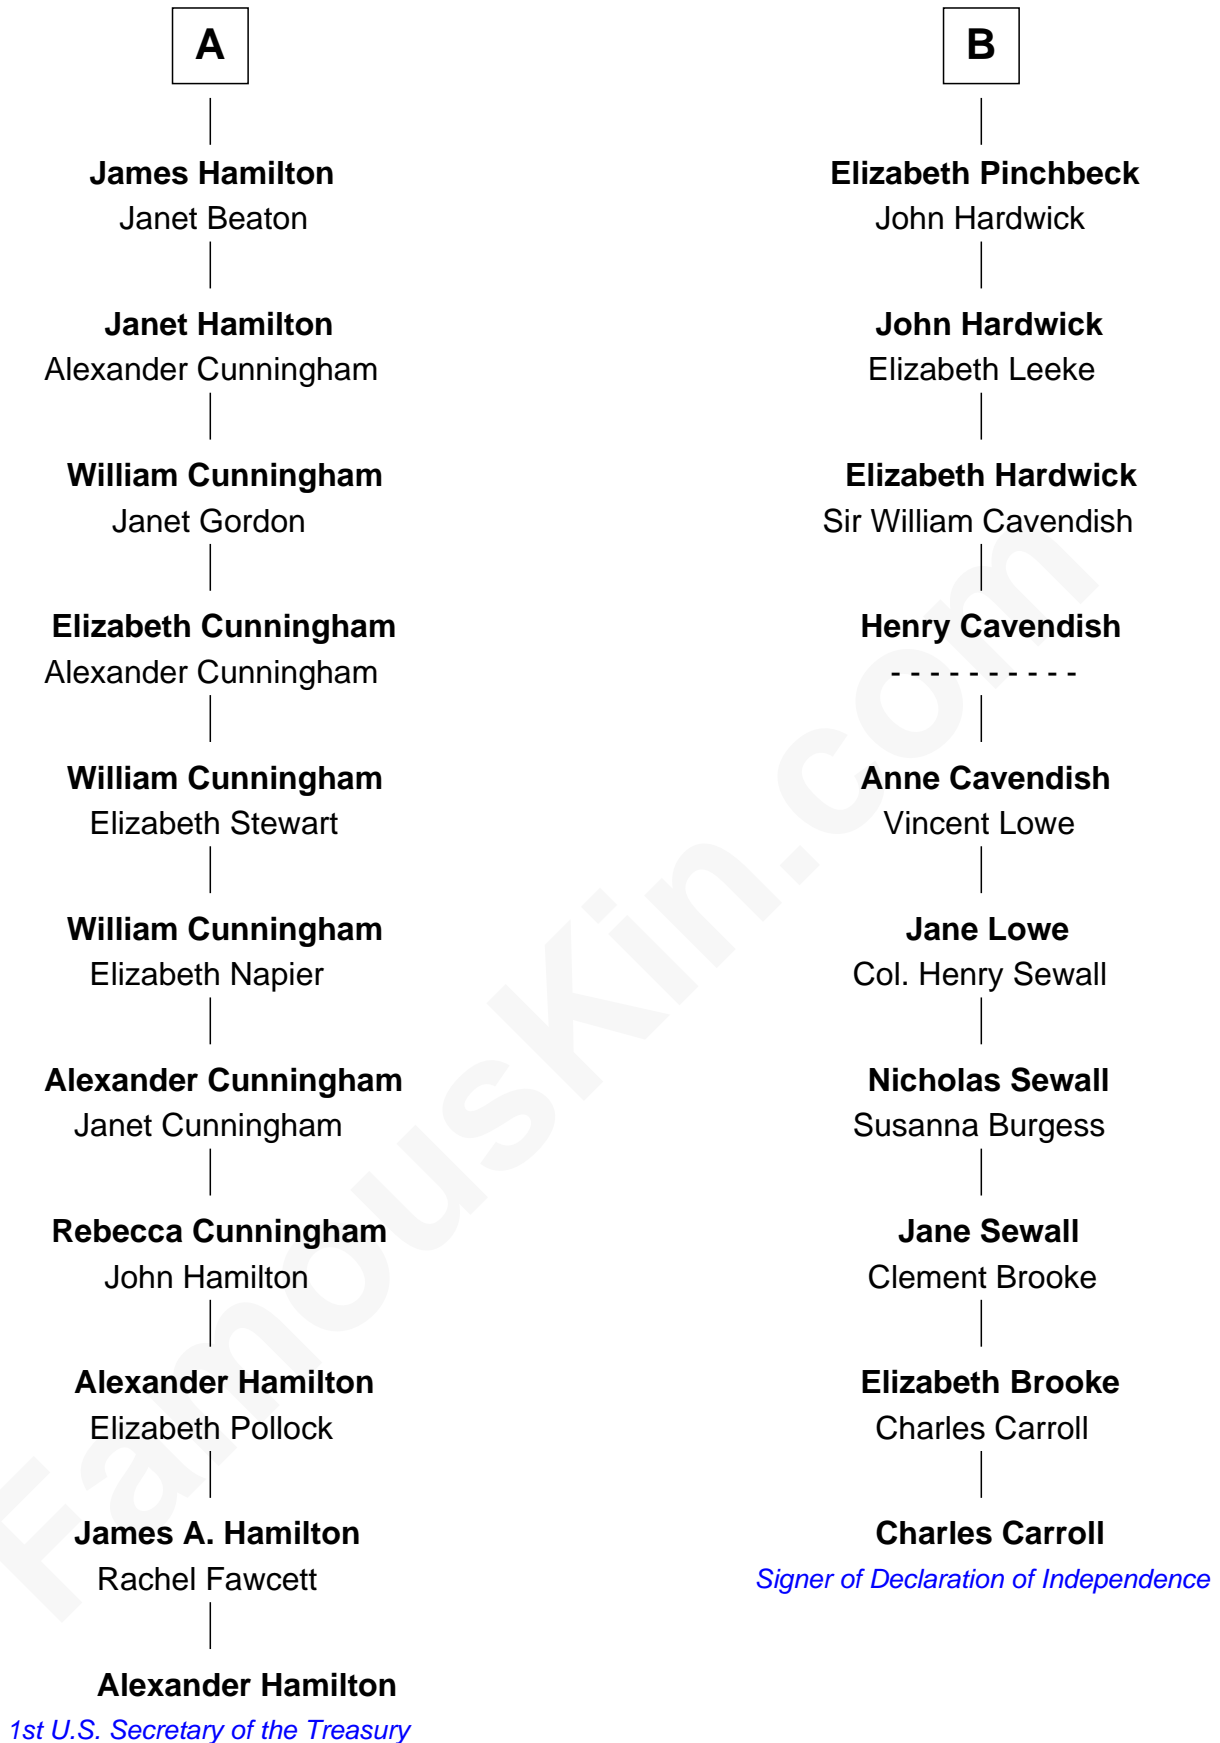 A
James Hamilton
Janet Beaton
Janet Hamilton
Alexander Cunningham
William Cunningham
Janet Gordon
Elizabeth Cunningham
Alexander Cunningham
William Cunningham
Elizabeth Stewart
William Cunningham
Elizabeth Napier
Alexander Cunningham
Janet Cunningham
Rebecca Cunningham
John Hamilton
Alexander Hamilton
Elizabeth Pollock
James A. Hamilton
Rachel Fawcett
Alexander Hamilton
1st U.S. Secretary of the Treasury
B
Elizabeth Pinchbeck
John Hardwick
John Hardwick
Elizabeth Leeke
Elizabeth Hardwick
Sir William Cavendish
Henry Cavendish
- - - - - - - - - -
Anne Cavendish
Vincent Lowe
Jane Lowe
Col. Henry Sewall
Nicholas Sewall
Susanna Burgess
Jane Sewall
Clement Brooke
Elizabeth Brooke
Charles Carroll
Charles Carroll
Signer of Declaration of Independence
FamousKin.com